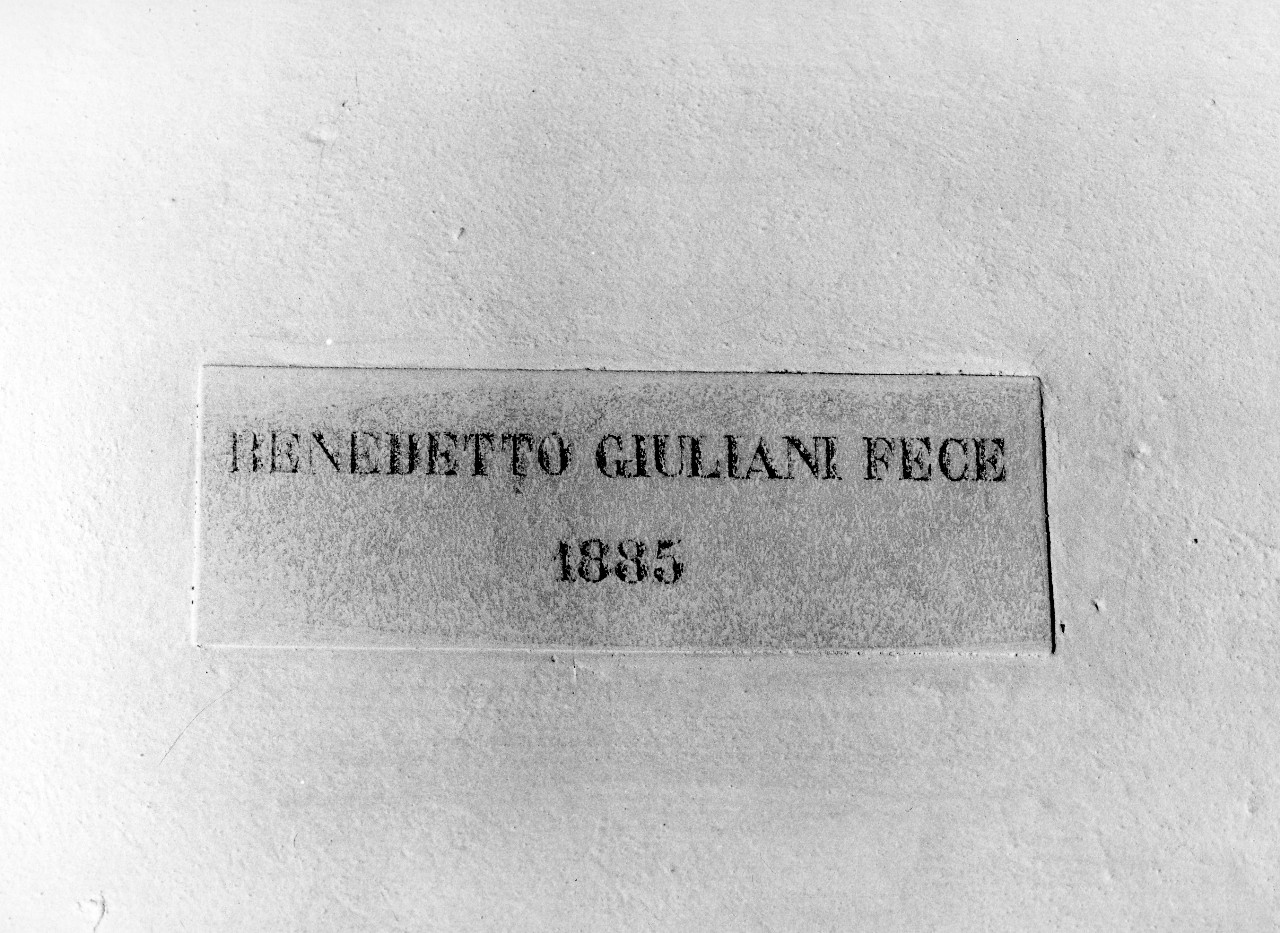 BENEDETTO GIULIANI FECE
1885